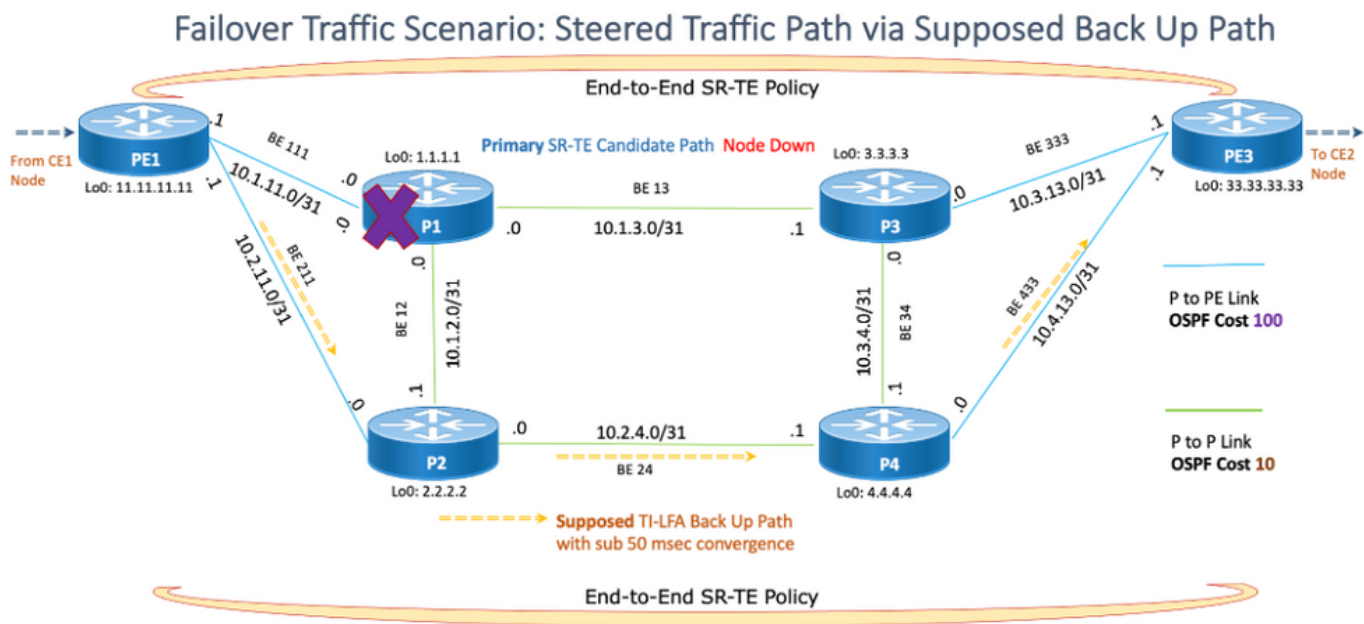 Failover Traffic Scenario: Steered Traffic Path via Supposed Back Up Path
End-to-End SR-TE Policy
PE1
.1
.1
From CE1
Node
Lo0: 11.11.11.11
BE 111
10.1.11.0/31
.0
.0
Lo0: 1.1.1.1
P1
Primary SR-TE Candidate Path Node Down
Lo0: 3.3.3.3
P3
BE 333
10.3.13.0/31
.0
.1
.1
PE3
To CE2
Node
Lo0: 33.33.33.33
BE 13
.0
10.1.3.0/31
.1
BE 211
10.2.11.0/31
.0
BE 12
10.1.2.0/31
.0
.1
10.3.4.0/31
BE 34
.0
.1
BE 433
10.4.13.0/31
.0
P to PE Link
OSPF Cost 100
P2
Lo0: 2.2.2.2
.0
10.2.4.0/31
.1
BE 24
P4
Lo0: 4.4.4.4
P to P Link
OSPF Cost 10
Supposed TI-LFA Back Up Path
with sub 50 msec convergence
End-to-End SR-TE Policy